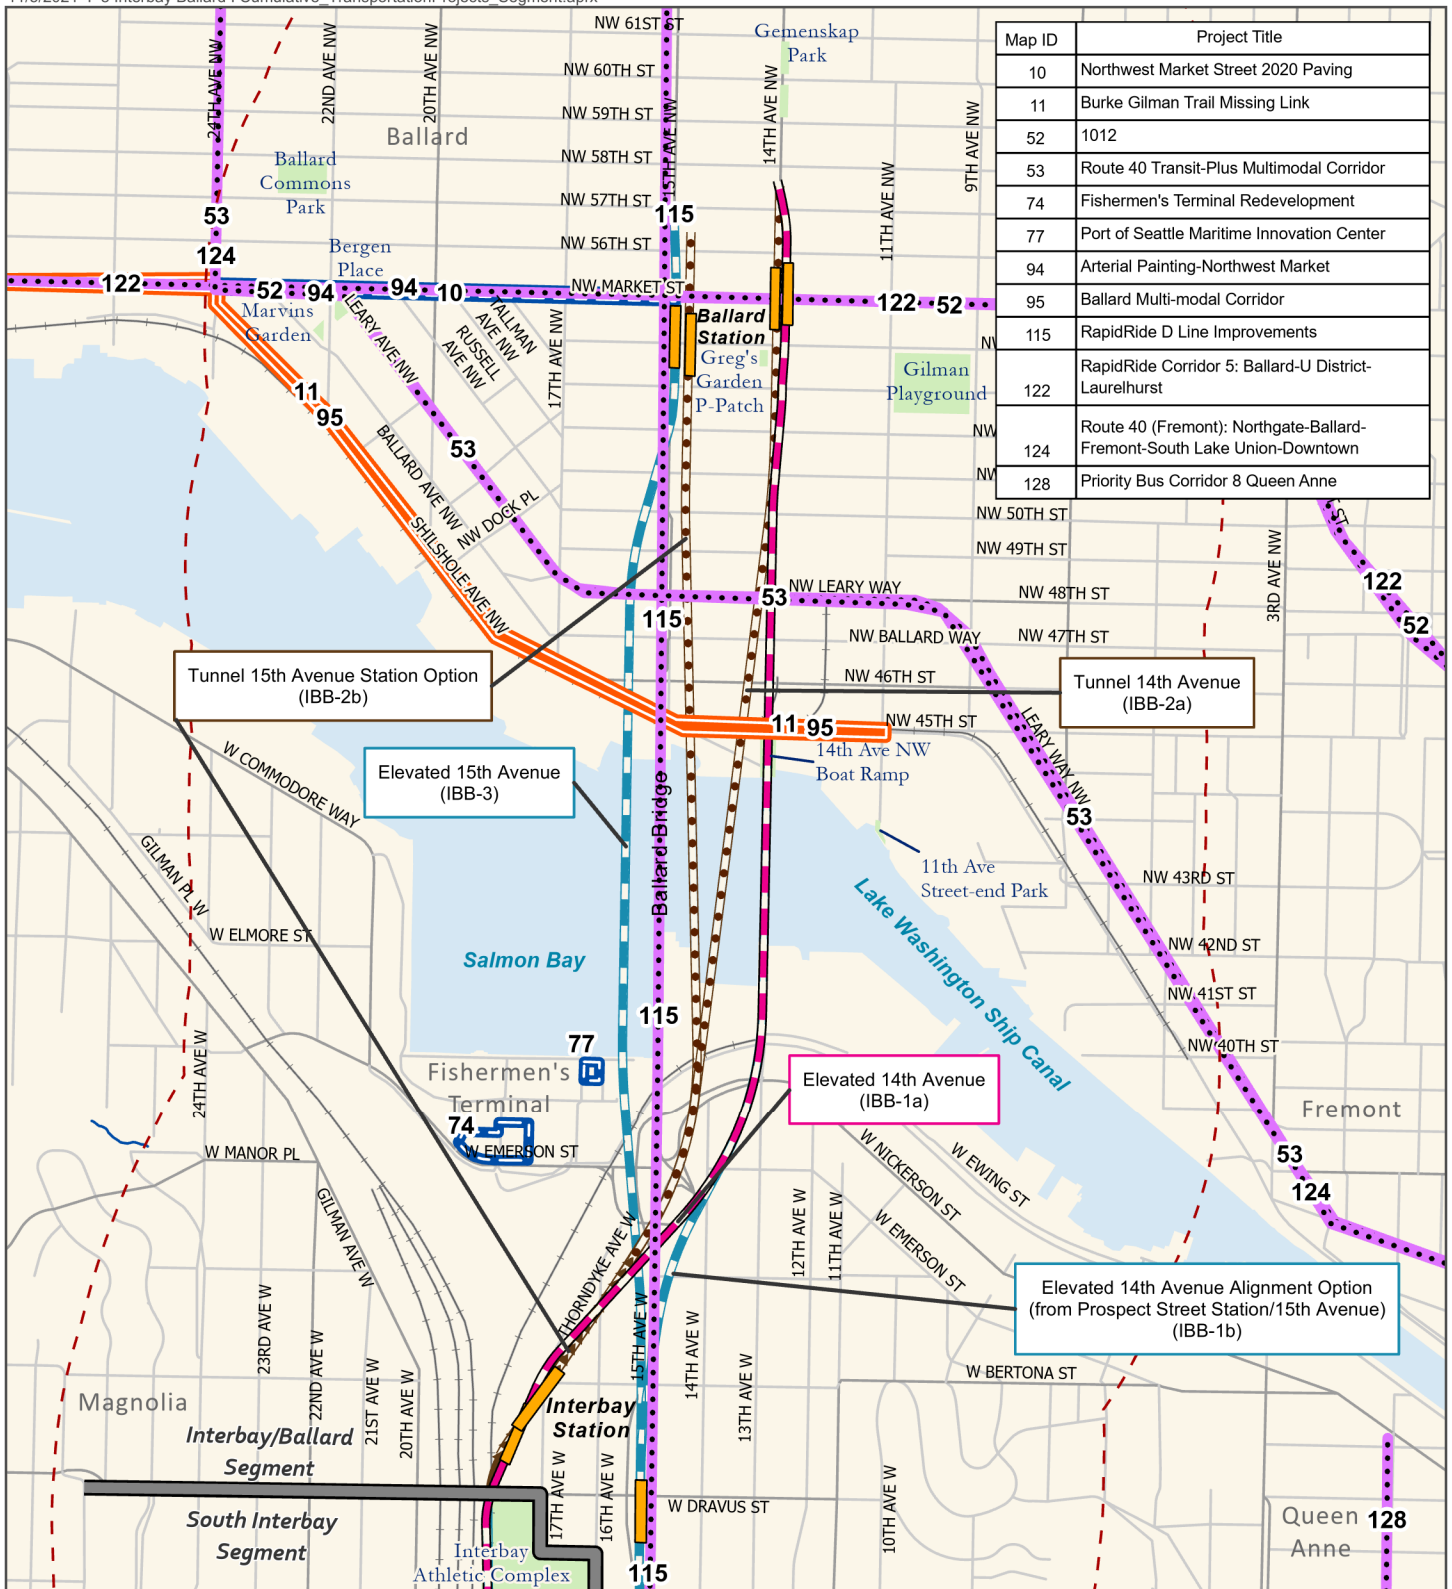 NW 61ST ST
Gemenskap
Park
NW 60TH ST
NW 59TH ST
NW 58TH ST
NW 57TH ST
NW 56TH ST
NW MARKET ST
24TH AVE NW
22ND AVE NW
20TH AVE NW
15TH AVE NW
14TH AVE NW
11TH AVE NW
9TH AVE NW
Map ID Project Title
10 Northwest Market Street 2020 Paving
11 Burke Gilman Trail Missing Link
52 1012
53 Route 40 Transit-Plus Multimodal Corridor
74 Fishermen's Terminal Redevelopment
77 Port of Seattle Maritime Innovation Center
94 Arterial Painting-Northwest Market
95 Ballard Multi-modal Corridor
115 RapidRide D Line Improvements
122 RapidRide Corridor 5: Ballard-U District-
Laurelhurst
124 Route 40 (Fremont): Northgate-Ballard-
Fremont-South Lake Union-Downtown
128 Priority Bus Corridor 8 Queen Anne
Ballard
Ballard
Commons
Park
53
115
124
Bergen
Place
122
52
94
94
10
122
52
Marvins
Garden
LEARY AVE NW
TALLMAN
AVE NW
RUSSELL
AVE NW
17TH AVE NW
Ballard
Station
Greg's
Garden
P-Patch
Gilman
Playground
NW
NW
11
95
53
BALLARD AVE NW
NW DOCK PL
SHILSHOLE AVE NW
NW 50TH ST
NW 49TH ST
3RD AVE NW
122
52
NW LEARY WAY
53
NW 48TH ST
115
NW BALLARD WAY
NW 47TH ST
Tunnel 15th Avenue Station Option
(IBB-2b)
NW 46TH ST
Tunnel 14th Avenue
(IBB-2a)
11
95
NW 45TH ST
LEARY WAY NW
14th Ave NW
Boat Ramp
W COMMODORE WAY
Elevated 15th Avenue
(IBB-3)
Ballard Bridge
53
GILMAN PL W
11th Ave
Street-end Park
NW 43RD ST
W ELMORE ST
Salmon Bay
Lake Washington Ship Canal
NW 42ND ST
NW 41ST ST
115
NW 40TH ST
77
Fishermen's
Terminal
24TH AVE W
Elevated 14th Avenue
(IBB-1a)
Fremont
74
W EMERSON ST
W MANOR PL
W NICKERSON ST
W EWING ST
53
124
GILMAN AVE W
THORNDYKE AVE W
12TH AVE W
11TH AVE W
W EMERSON ST
Elevated 14th Avenue Alignment Option
(from Prospect Street Station/15th Avenue)
(IBB-1b)
23RD AVE W
22ND AVE W
21ST AVE W
20TH AVE W
15TH AVE W
14TH AVE W
13TH AVE W
W BERTONA ST
Magnolia
Interbay
Station
Interbay/Ballard
Segment
South Interbay
Segment
17TH AVE W
16TH AVE W
W DRAVUS ST
10TH AVE W
Queen
Anne
128
Interbay
Athletic Complex
115